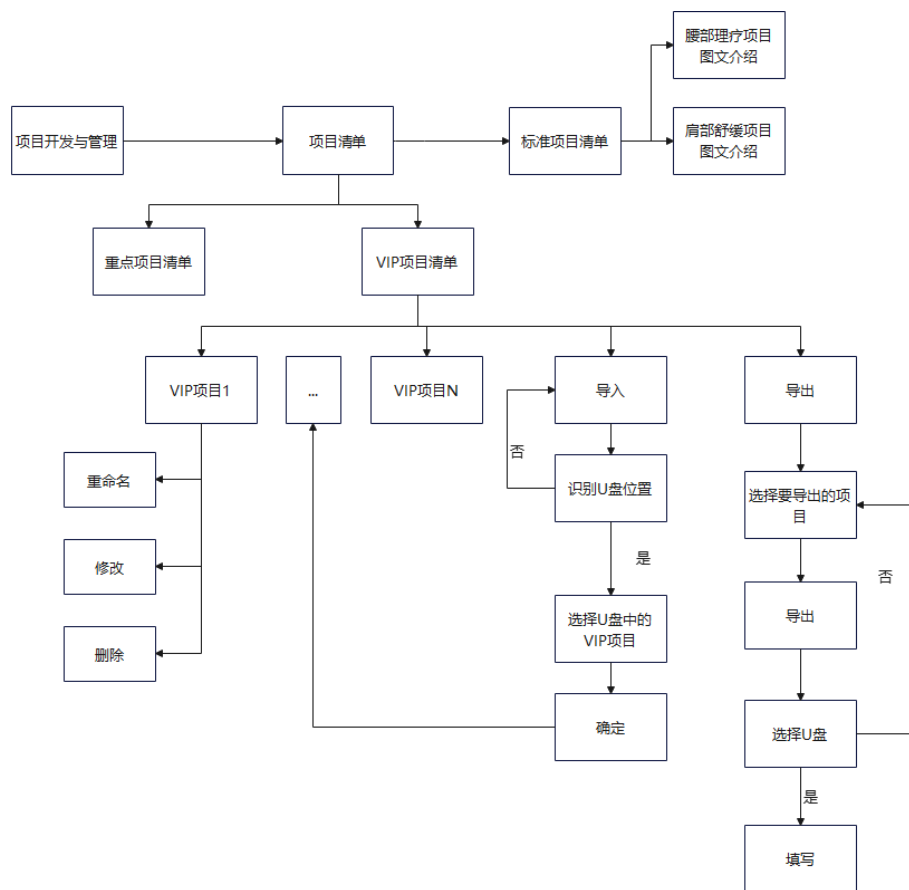 腰部理疗项目
图文介绍
项目开发与管理
项目清单
标准项目清单
肩部舒缓项目
图文介绍
重点项目清单
VIP项目清单
VIP项目1
...
VIP项目N
导入
导出
否
重命名
识别U盘位置
选择要导出的项
目
修改
是
否
选择U盘中的
VIP项目
导出
删除
确定
选择U盘
是
填写